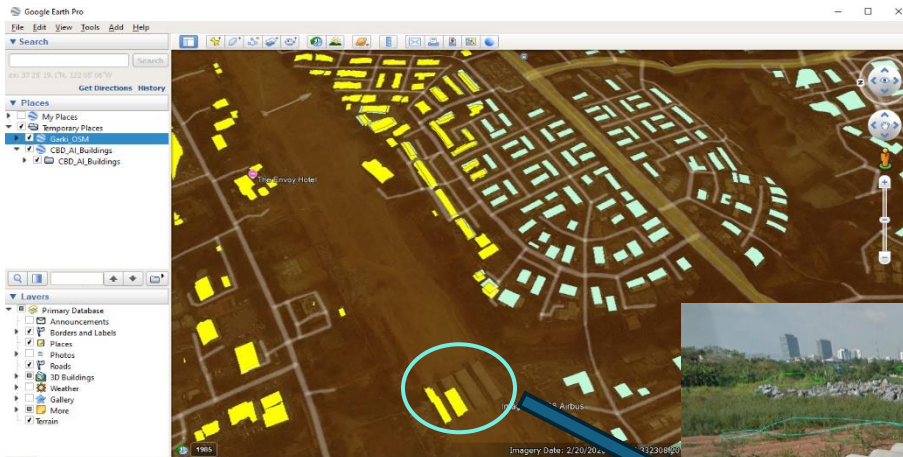 Google Earth Pro
File Edit View Tools Add Help
Search
Search
Get Directions History
Places
My Places
Temporary Places
Garki_OSM
CBD_AI_Buildings
CBD_AI_Buildings
The Envoy Hotel
Layers
Primary Database
Announcements
Borders and Labels
Places
Photos
Roads
3D Buildings
Weather
Gallery
More
Terrain
Airbus
1985
Imagery Date: 2/20/202